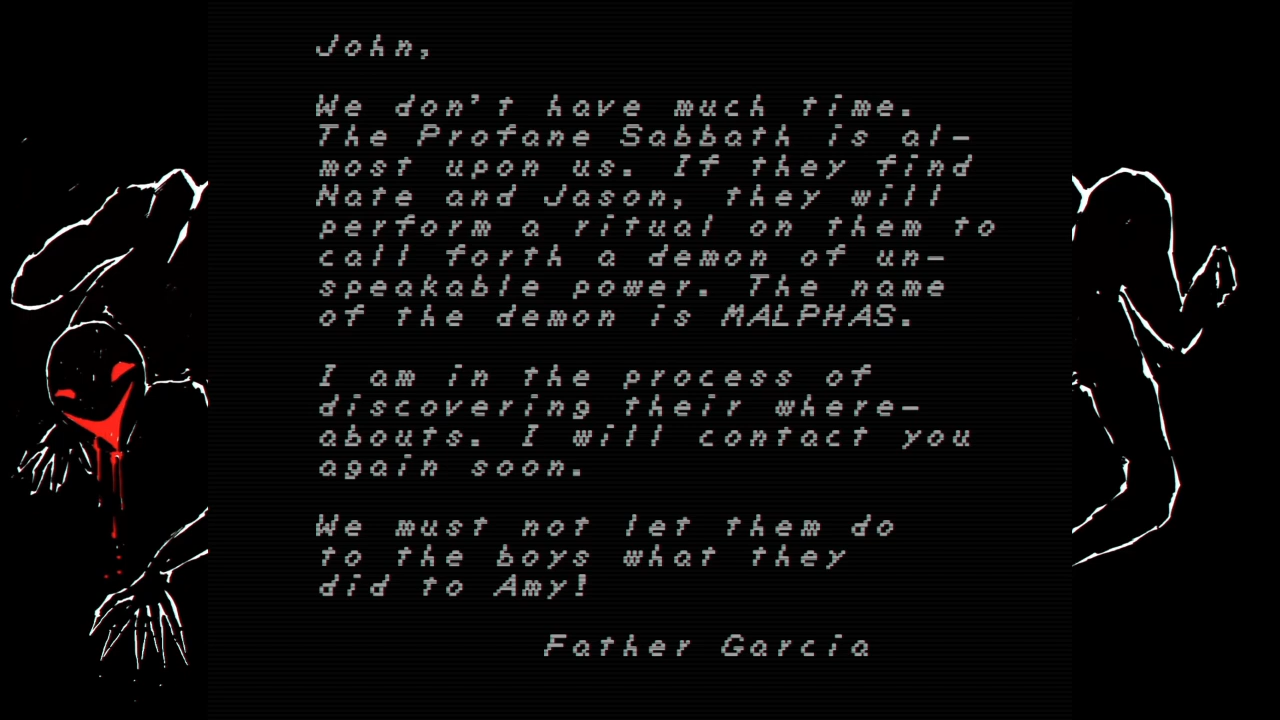 John,
We don't have much time.
The Profane Sabbath is al-
most upon us. If they find
Nate and Jason, they will
perform a ritual on them to
call forth a demon of un-
speakable power. The name
of the demon is MALPHAS.
I am in the process of
discovering their where-
abouts. I will contact you
again soon.
We must not let them do
to the boys what they
did to Amy!
Father Garcia